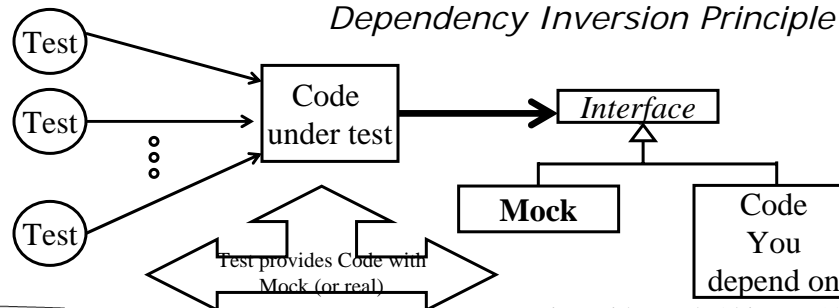 Dependency Inversion Principle
Test
Test
Test
Code
under test
Interface
Mock
Code
You
depend on
Test provides Code with
Mock (or real)